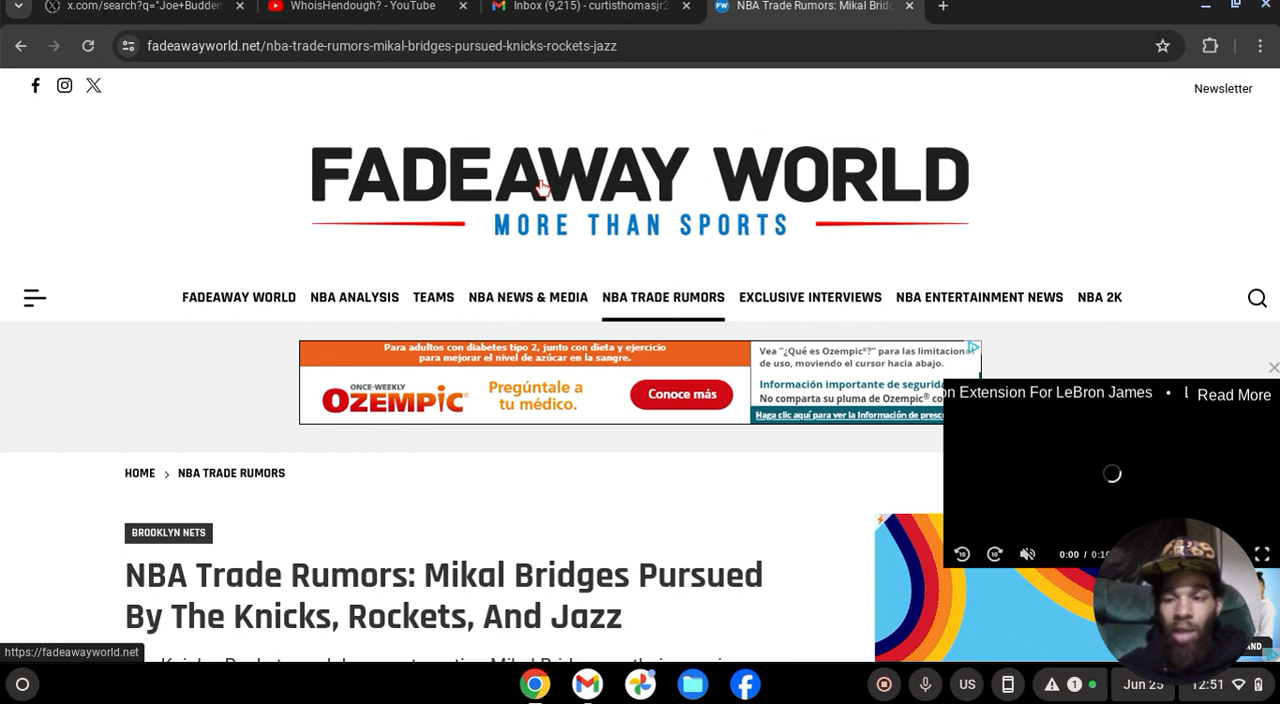 x.com/search?q="Joe+Budden
WhoisHendough? - YouTube
Inbox (9,215) - curtisthomasjr2
NBA Trade Rumors: Mikal Bridg
fadeawayworld.net/nba-trade-rumors-mikal-bridges-pursued-knicks-rockets-jazz
Newsletter
FADEAWAY WORLD
MORE THAN SPORTS
FADEAWAY WORLD NBA ANALYSIS TEAMS NBA NEWS & MEDIA NBA TRADE RUMORS EXCLUSIVE INTERVIEWS NBA ENTERTAINMENT NEWS NBA 2K
Para adultos con diabetes tipo 2, junto con dieta y ejercicio
para mejorar el nivel de azúcar en la sangre.
ONCE-WEEKLY
OZEMPIC®
Pregúntale a
tu médico.
Conoce más
Vea "¿Qué es Ozempic®?" para las limitacion
de uso, moviendo el cursor hacia abajo.
Información importante de segurida
No comparta su pluma de Ozempic®
Haga clic aquí para ver la Información de presc
on Extension For LeBron James • L
Read More
0:00 / 0:1
HOME > NBA TRADE RUMORS
BROOKLYN NETS
NBA Trade Rumors: Mikal Bridges Pursued
By The Knicks, Rockets, And Jazz
https://fadeawayworld.net
US
1
Jun 25
12:51